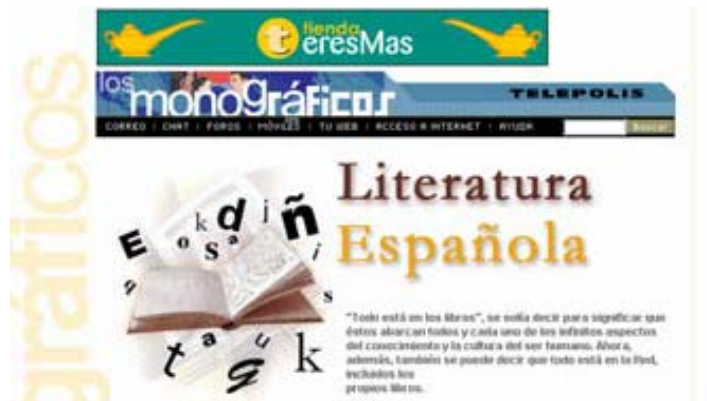 tienda
teresMas
los
monográficos
TELEPOLIS
CORREO | CHAT | FOROS | MÓVILES | TU WEB | ACCESO A INTERNET | AYUDA
Buscar
gráficos
Literatura
Española
E o k d j ñ
s a i
a s
t a g u k
"Todo está en los libros", se solía decir para significar que
éstos abarcan todos y cada uno de los infinitos aspectos
del conocimiento y la cultura del ser humano. Ahora,
además, también se puede decir que todo está en la Red,
incluidos los
propios libros.